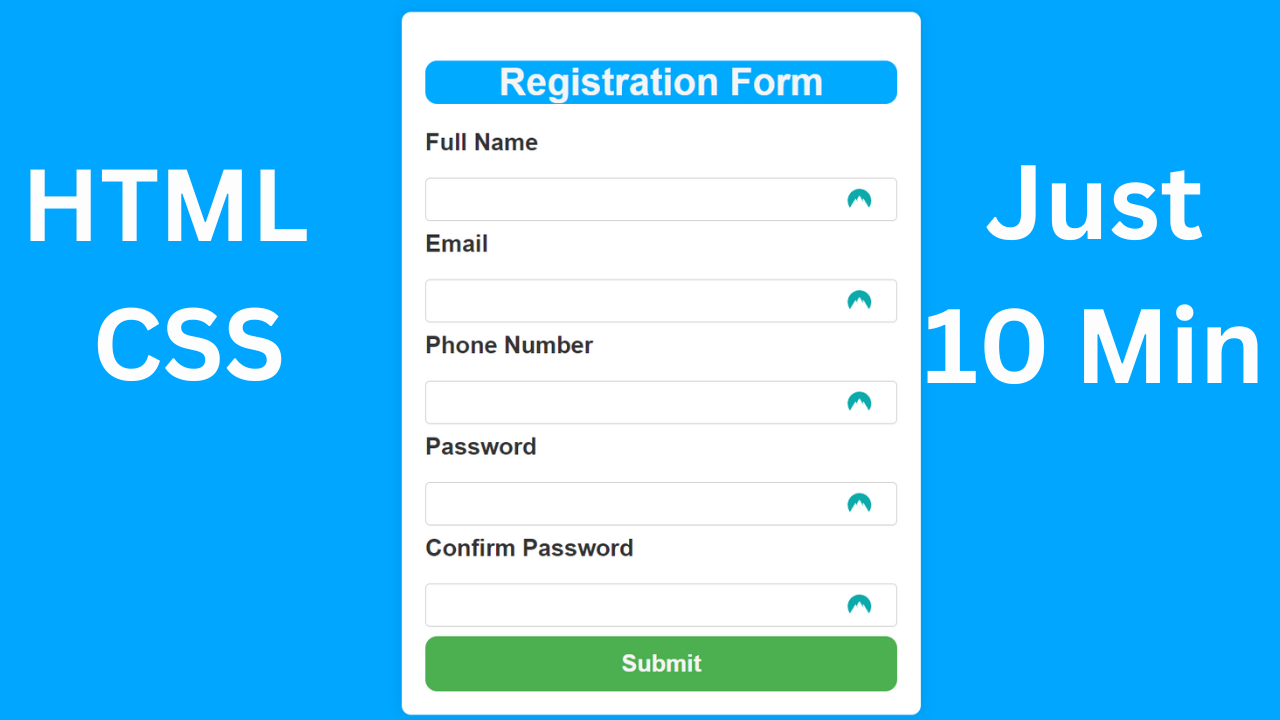 HTML
CSS
Registration Form
Full Name
Email
Phone Number
Password
Confirm Password
Submit
Just
10 Min